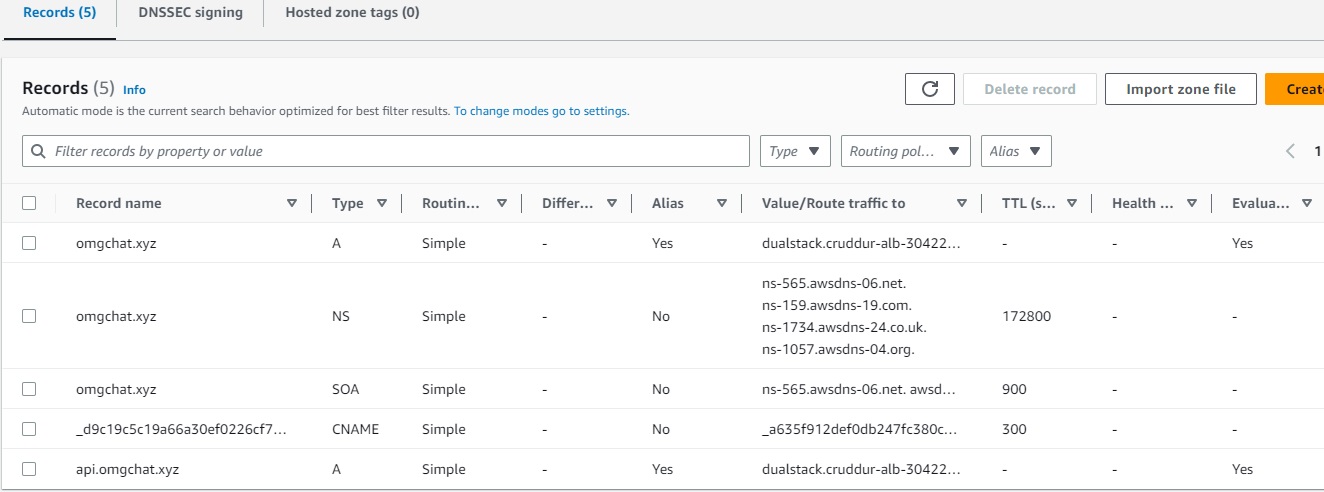 Records (5) DNSSEC signing Hosted zone tags (0)
Records (5) Info Delete record Import zone file Create
Automatic mode is the current search behavior optimized for best filter results. To change modes go to settings.
Filter records by property or value Type Routing pol... Alias 1
Record name Type Routin... Differ... Alias Value/Route traffic to TTL (s... Health ... Evalua...
omgchat.xyz A Simple - Yes dualstack.cruddur-alb-30422... - - Yes
omgchat.xyz NS Simple - No ns-565.awsdns-06.net. 172800 - -
ns-159.awsdns-19.com.
ns-1734.awsdns-24.co.uk.
ns-1057.awsdns-04.org.
omgchat.xyz SOA Simple - No ns-565.awsdns-06.net. awsd... 900 - -
_d9c19c5c19a66a30ef0226cf7... CNAME Simple - No _a635f912def0db247fc380c... 300 - -
api.omgchat.xyz A Simple - Yes dualstack.cruddur-alb-30422... - - Yes